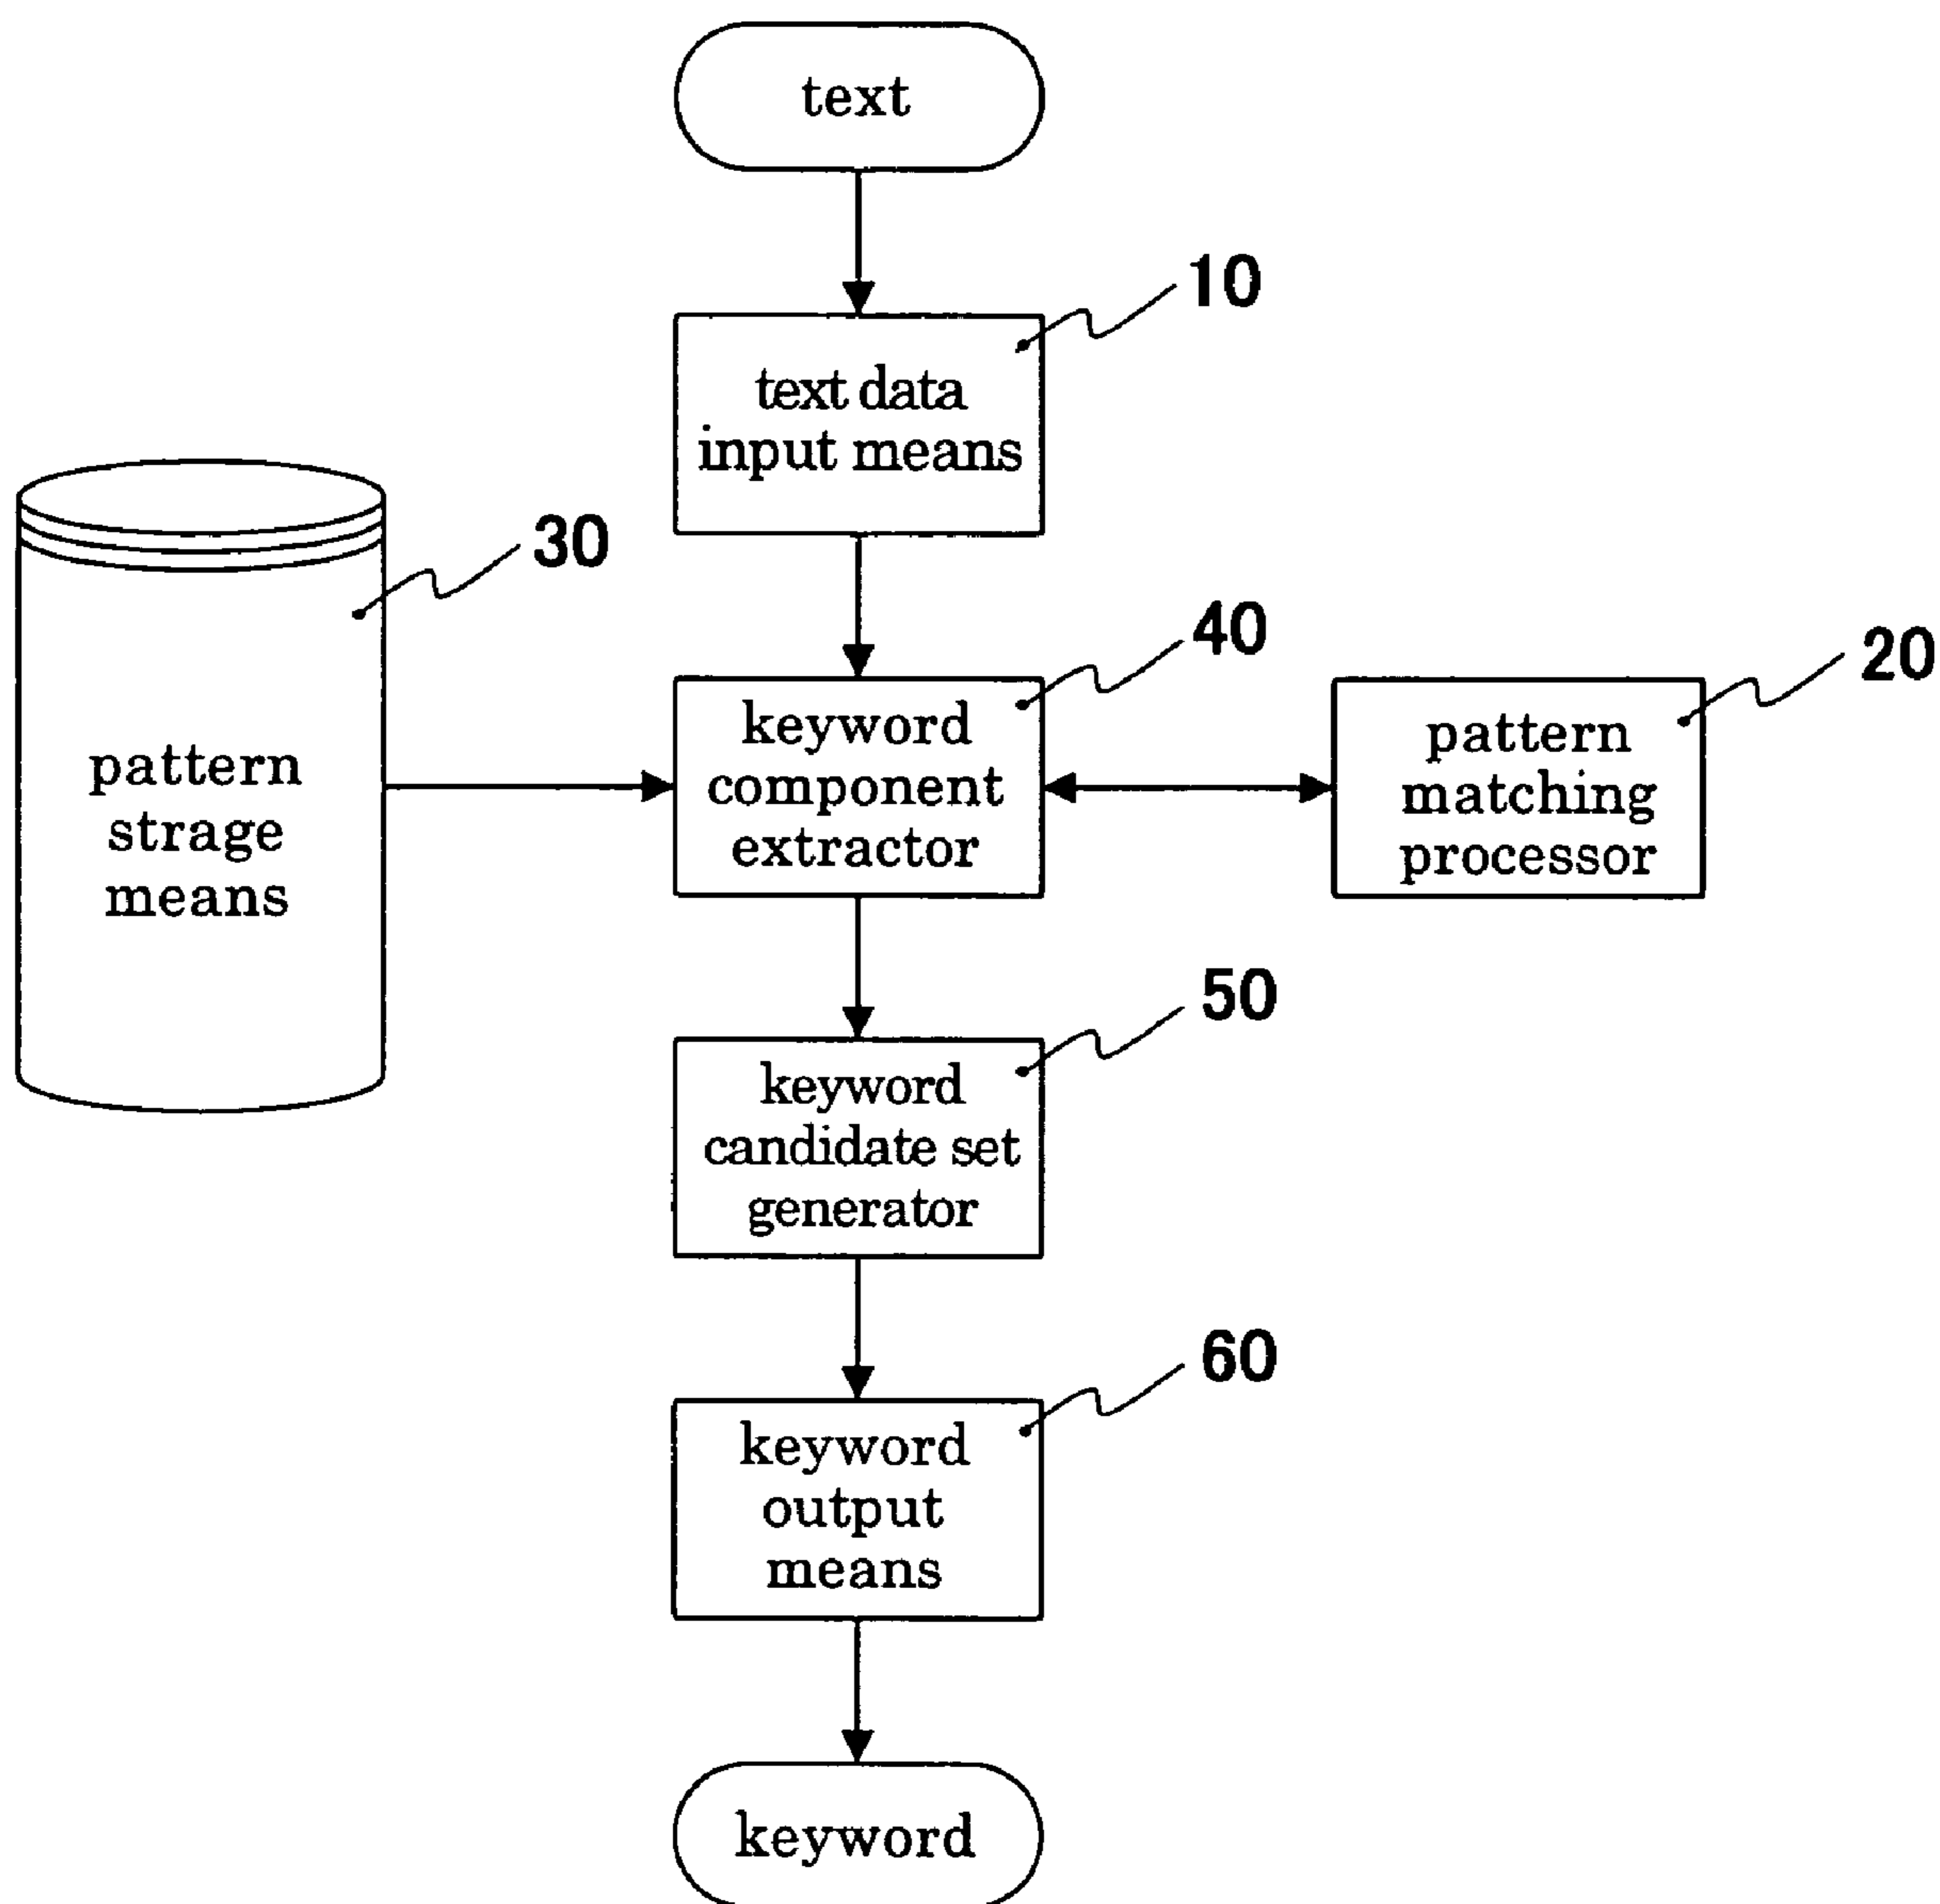 text
10
text data
input means
30
pattern
strage
means
40
keyword
component
extractor
20
pattern
matching
processor
50
keyword
candidate set
generator
60
keyword
output
means
keyword